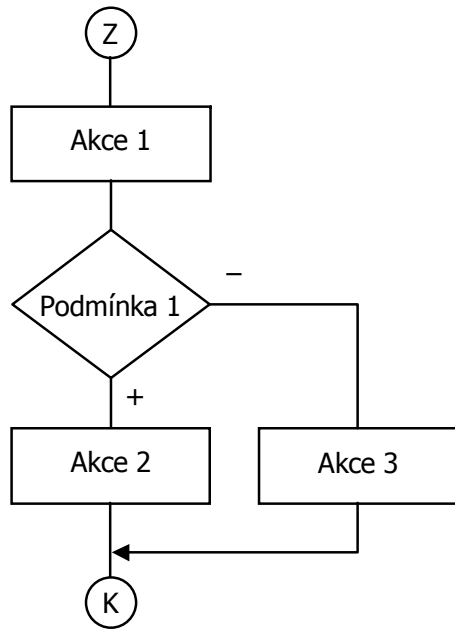 Z
Akce 1
–
Podmínka 1
+
Akce 2
Akce 3
K